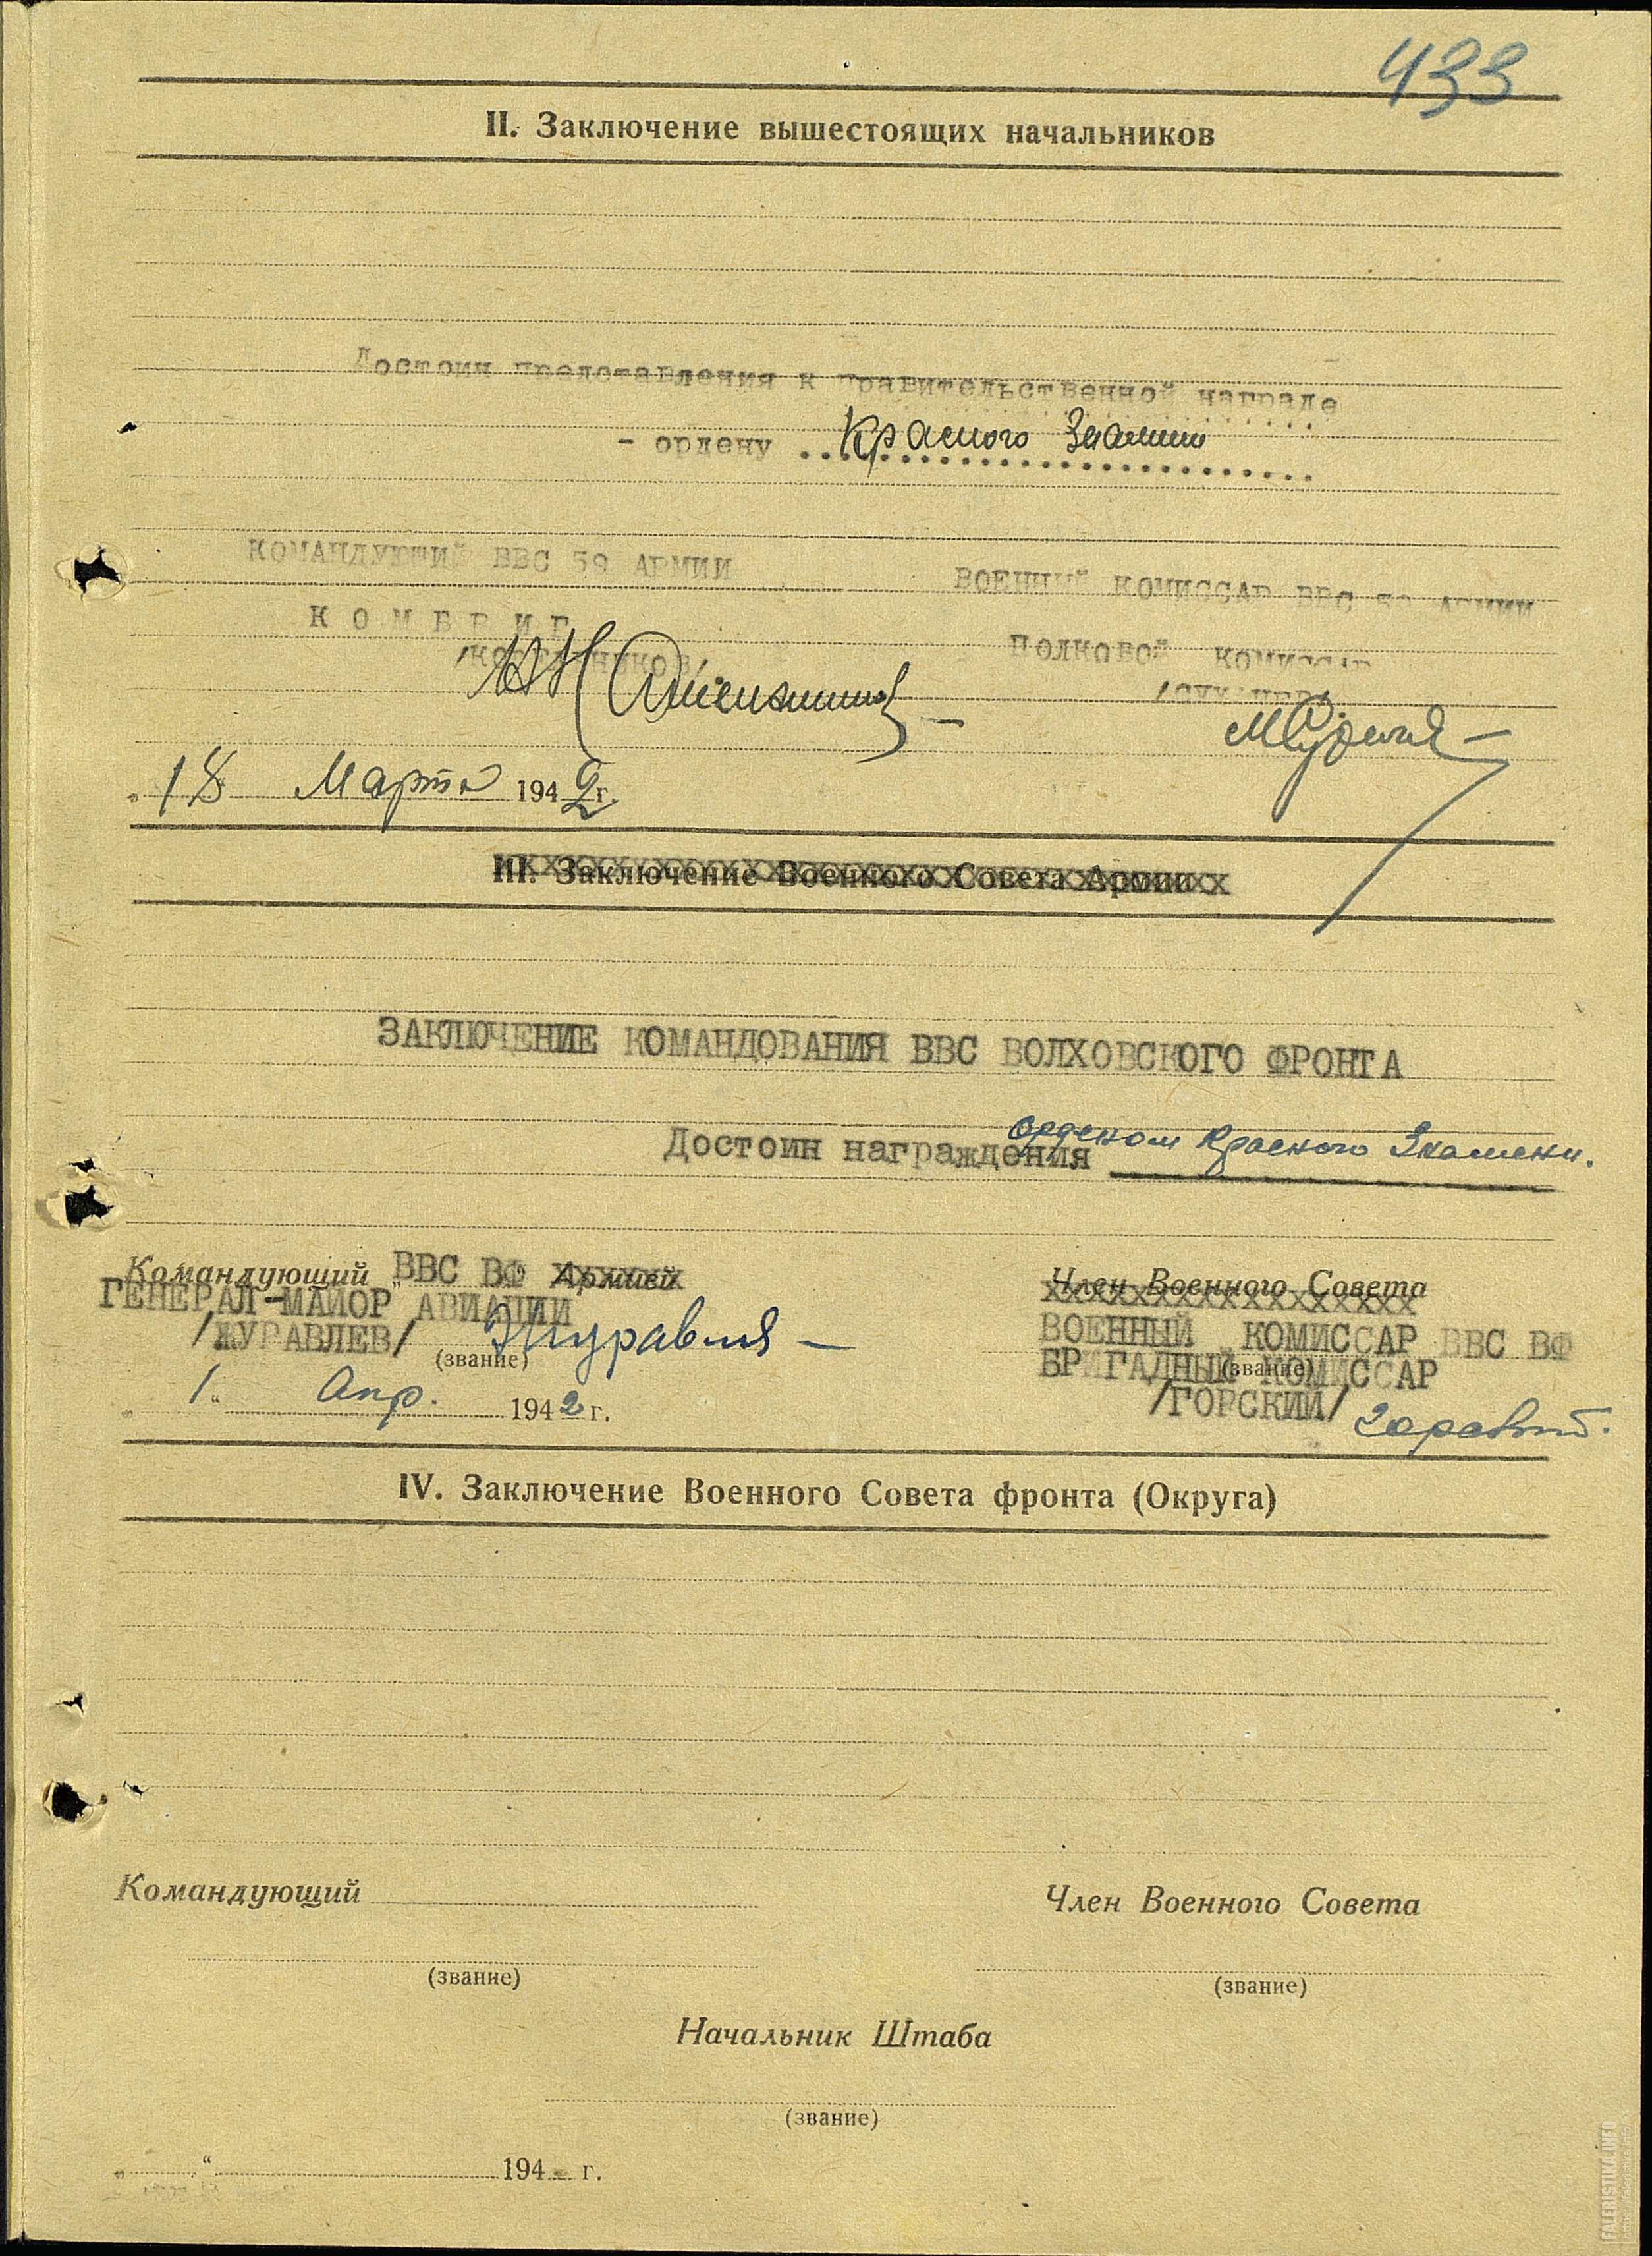 433
II. Заключение вышестоящих начальников
Достоин представления к правительственной награде
- ордену Красного Знамени
КОМАНДУЮЩИЙ ВВС 59 АРМИИ
ВОЕННЫЙ КОМИССАР ВВС 59 АРМИИ
КОМБРИГ
ПОЛКОВОЙ КОМИССАР
18 Марта 1942 г.
III. Заключение Военного Совета Армии
ЗАКЛЮЧЕНИЕ КОМАНДОВАНИЯ ВВС ВОЛХОВСКОГО ФРОНТА
Достоин награждения орденом Красного Знамени.
Командующий ВВС ВФ Армией
ГЕНЕРАЛ-МАЙОР АВИАЦИИ
/ЖУРАВЛЕВ/
(звание)
1 " Апр. 1942 г.
Член Военного Совета
ВОЕННЫЙ КОМИССАР ВВС ВФ
БРИГАДНЫЙ КОМИССАР
(звание)
/ГОРСКИЙ/
IV. Заключение Военного Совета фронта (Округа)
Командующий
(звание)
Член Военного Совета
(звание)
Начальник Штаба
(звание)
„ “ 194 г.
FALERISTIKA.INFO